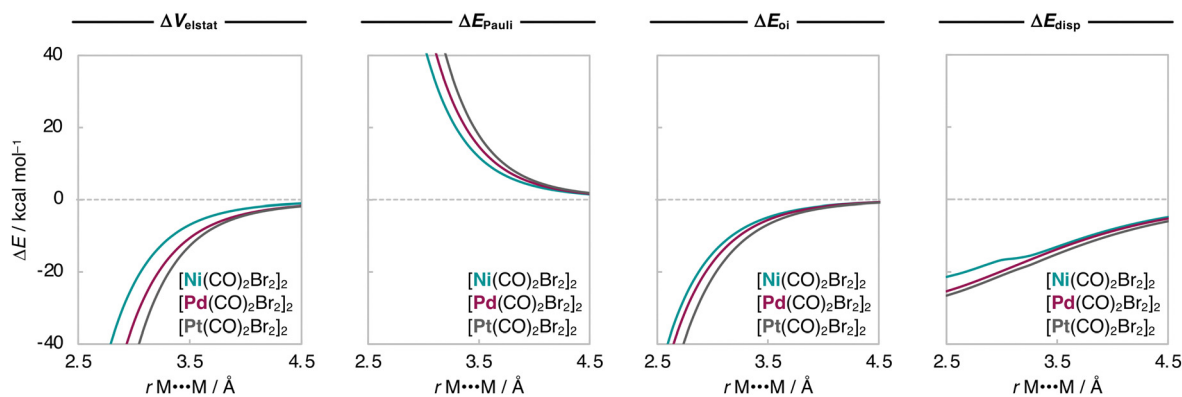 ΔVelstat
ΔEPauli
ΔEoi
ΔEdisp
ΔE / kcal mol⁻¹
40
20
0
-20
-40
[Ni(CO)₂Br₂]₂
[Pd(CO)₂Br₂]₂
[Pt(CO)₂Br₂]₂
[Ni(CO)₂Br₂]₂
[Pd(CO)₂Br₂]₂
[Pt(CO)₂Br₂]₂
[Ni(CO)₂Br₂]₂
[Pd(CO)₂Br₂]₂
[Pt(CO)₂Br₂]₂
[Ni(CO)₂Br₂]₂
[Pd(CO)₂Br₂]₂
[Pt(CO)₂Br₂]₂
2.5 3.5 4.5
2.5 3.5 4.5
2.5 3.5 4.5
2.5 3.5 4.5
r M•••M / Å
r M•••M / Å
r M•••M / Å
r M•••M / Å